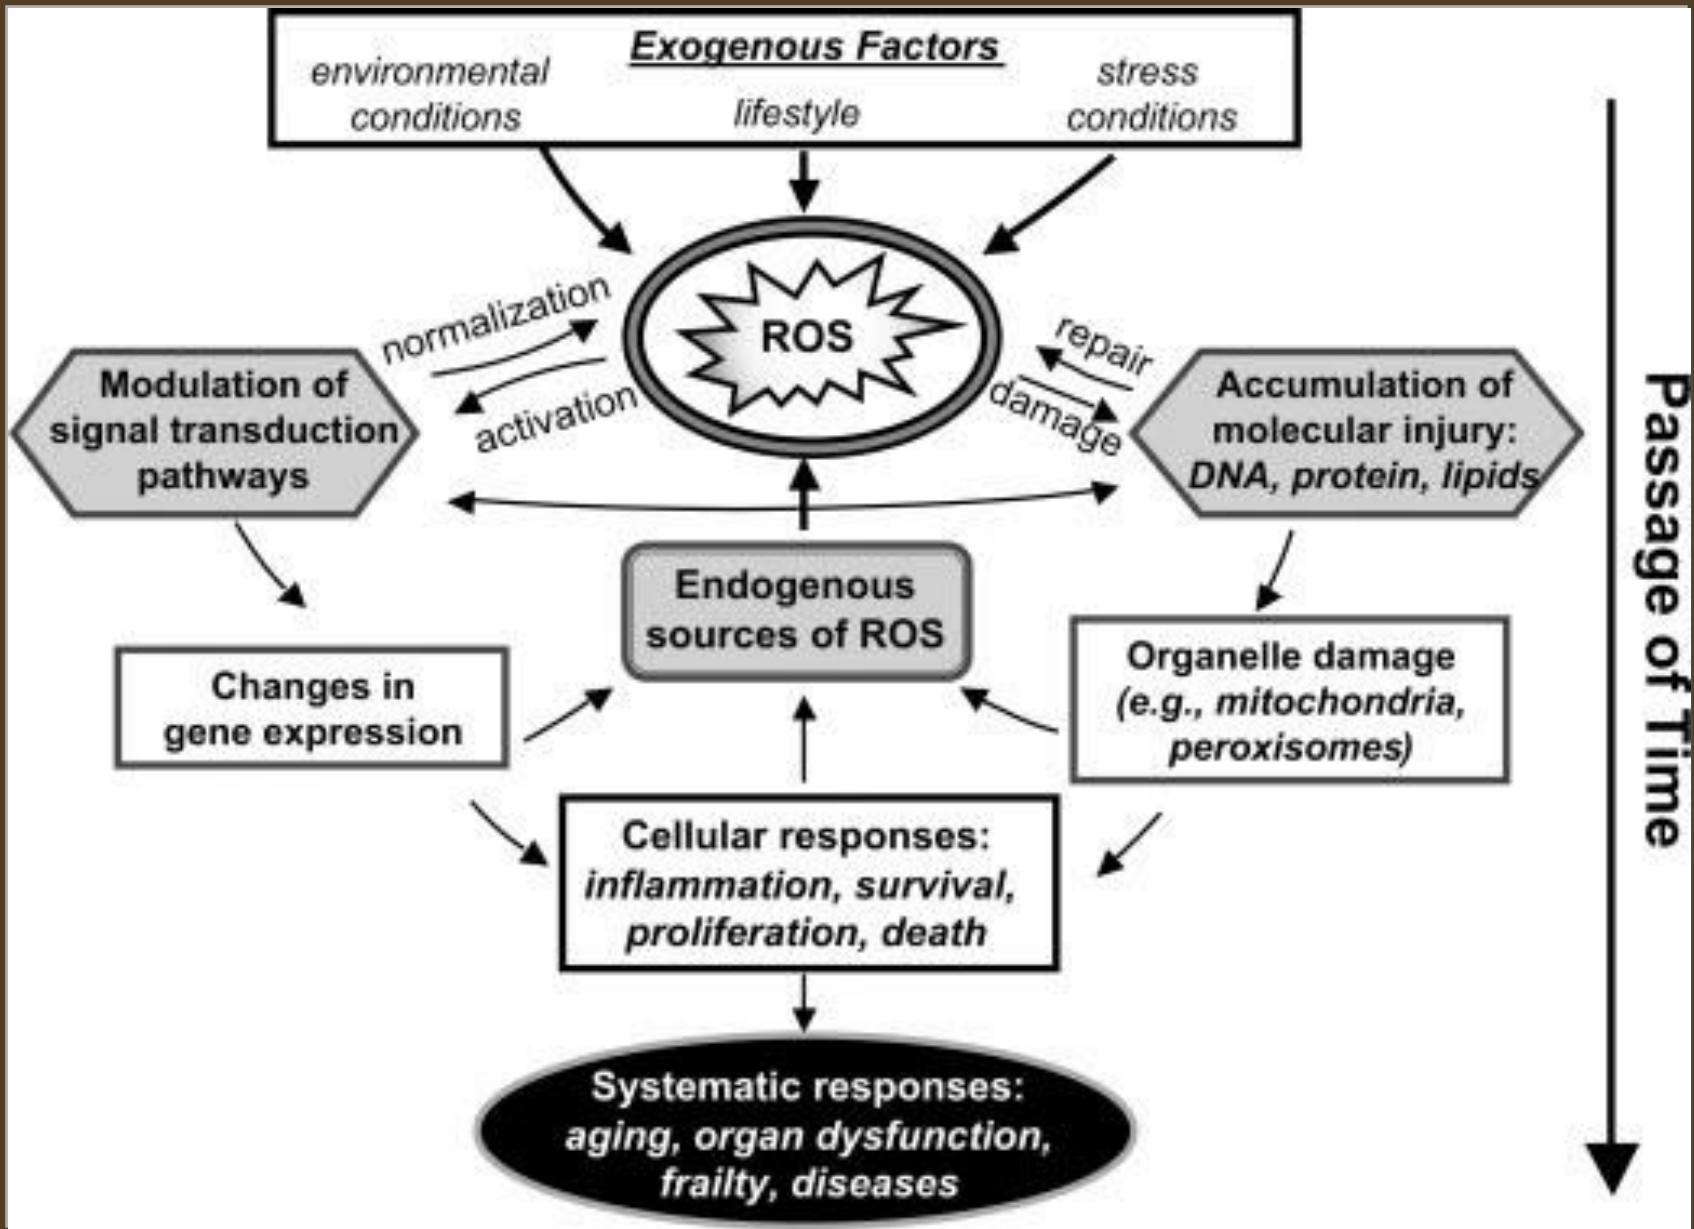 Exogenous Factors
environmental
conditions
lifestyle
stress
conditions
ROS
normalization
activation
repair
damage
Modulation of
signal transduction
pathways
Accumulation of
molecular injury:
DNA, protein, lipids
Endogenous
sources of ROS
Changes in
gene expression
Organelle damage
(e.g., mitochondria,
peroxisomes)
Cellular responses:
inflammation, survival,
proliferation, death
Systematic responses:
aging, organ dysfunction,
frailty, diseases
Passage of Time